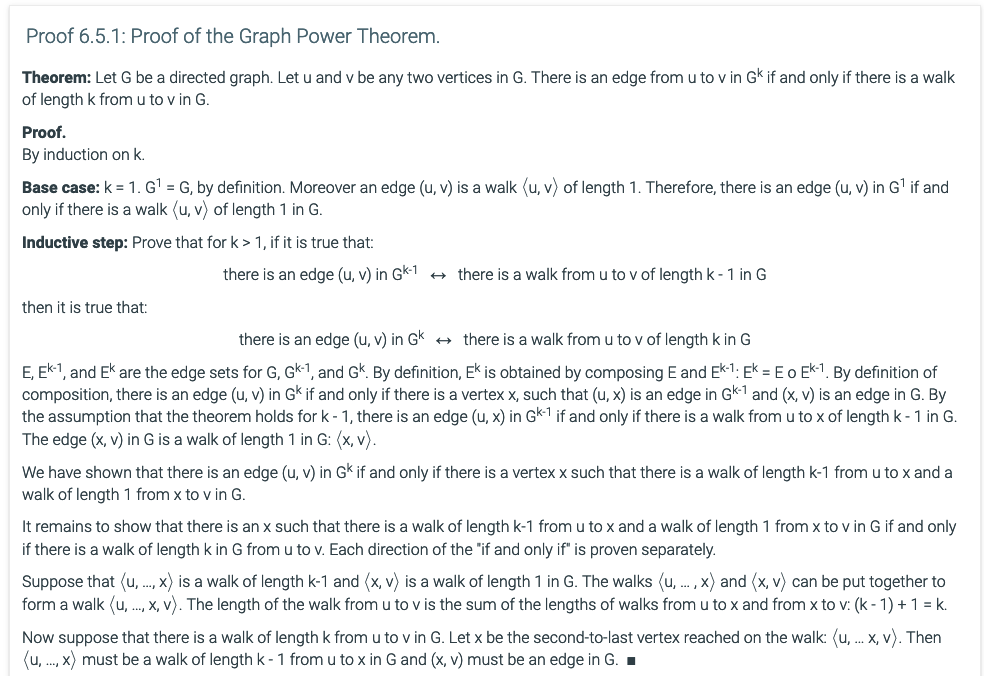 Proof 6.5.1: Proof of the Graph Power Theorem.
Theorem: Let G be a directed graph. Let u and v be any two vertices in G. There is an edge from u to v in Gᵏ if and only if there is a walk
of length k from u to v in G.
Proof.
By induction on k.
Base case: k = 1. G¹ = G, by definition. Moreover an edge (u, v) is a walk ⟨u, v⟩ of length 1. Therefore, there is an edge (u, v) in G¹ if and
only if there is a walk ⟨u, v⟩ of length 1 in G.
Inductive step: Prove that for k > 1, if it is true that:
there is an edge (u, v) in Gᵏ⁻¹ ↔ there is a walk from u to v of length k - 1 in G
then it is true that:
there is an edge (u, v) in Gᵏ ↔ there is a walk from u to v of length k in G
E, Eᵏ⁻¹, and Eᵏ are the edge sets for G, Gᵏ⁻¹, and Gᵏ. By definition, Eᵏ is obtained by composing E and Eᵏ⁻¹: Eᵏ = E o Eᵏ⁻¹. By definition of
composition, there is an edge (u, v) in Gᵏ if and only if there is a vertex x, such that (u, x) is an edge in Gᵏ⁻¹ and (x, v) is an edge in G. By
the assumption that the theorem holds for k - 1, there is an edge (u, x) in Gᵏ⁻¹ if and only if there is a walk from u to x of length k - 1 in G.
The edge (x, v) in G is a walk of length 1 in G: ⟨x, v⟩.
We have shown that there is an edge (u, v) in Gᵏ if and only if there is a vertex x such that there is a walk of length k-1 from u to x and a
walk of length 1 from x to v in G.
It remains to show that there is an x such that there is a walk of length k-1 from u to x and a walk of length 1 from x to v in G if and only
if there is a walk of length k in G from u to v. Each direction of the "if and only if" is proven separately.
Suppose that ⟨u, ..., x⟩ is a walk of length k-1 and ⟨x, v⟩ is a walk of length 1 in G. The walks ⟨u, ... , x⟩ and ⟨x, v⟩ can be put together to
form a walk ⟨u, ..., x, v⟩. The length of the walk from u to v is the sum of the lengths of walks from u to x and from x to v: (k - 1) + 1 = k.
Now suppose that there is a walk of length k from u to v in G. Let x be the second-to-last vertex reached on the walk: ⟨u, ... x, v⟩. Then
⟨u, ..., x⟩ must be a walk of length k - 1 from u to x in G and (x, v) must be an edge in G. ■